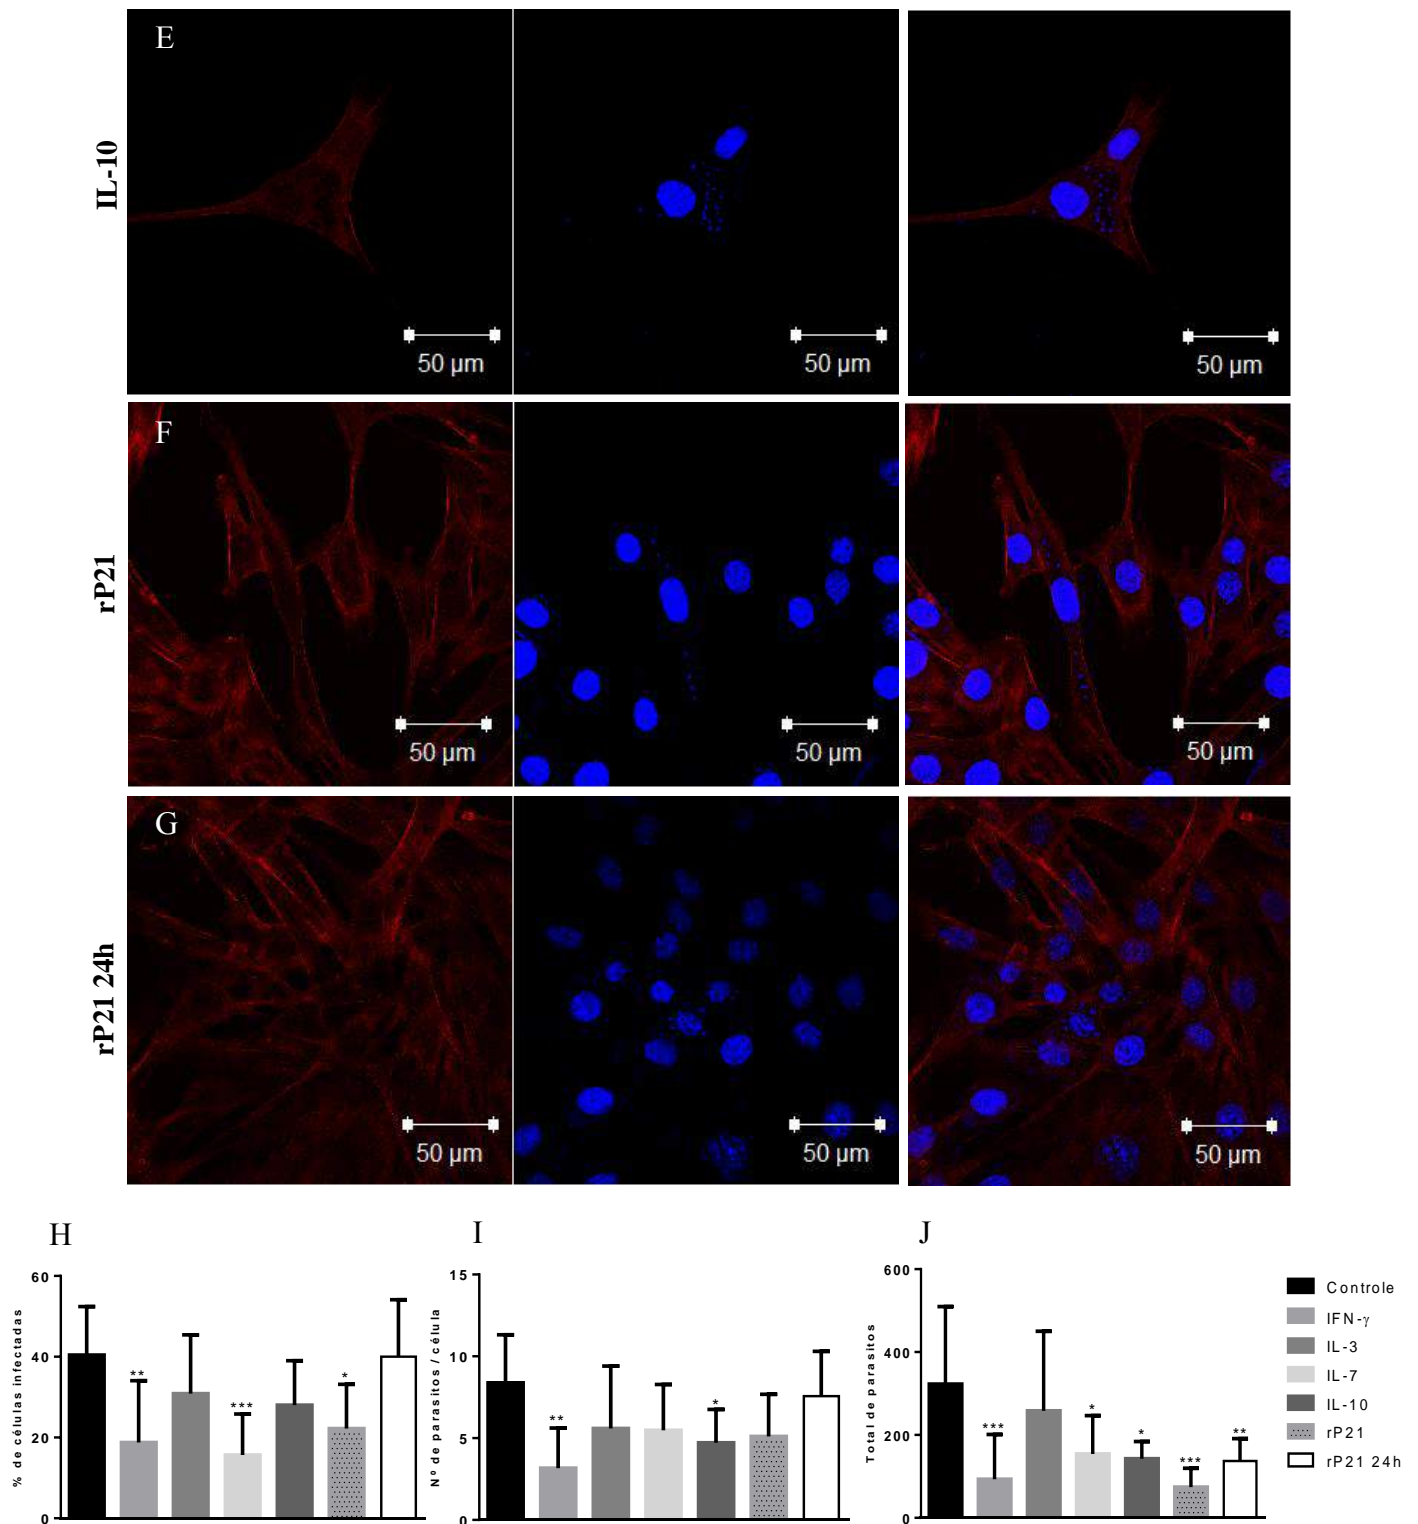 E
IL-10
50 µm
50 µm
50 µm
F
rP21
50 µm
50 µm
50 µm
G
rP21 24h
50 µm
50 µm
50 µm
H
% de células infectadas
60
40
20
0
**
***
*
I
Nº de parasitos / célula
15
10
5
0
**
*
J
Total de parasitos
600
400
200
0
***
*
*
***
**
Controle
IFN-γ
IL-3
IL-7
IL-10
rP21
rP21 24h